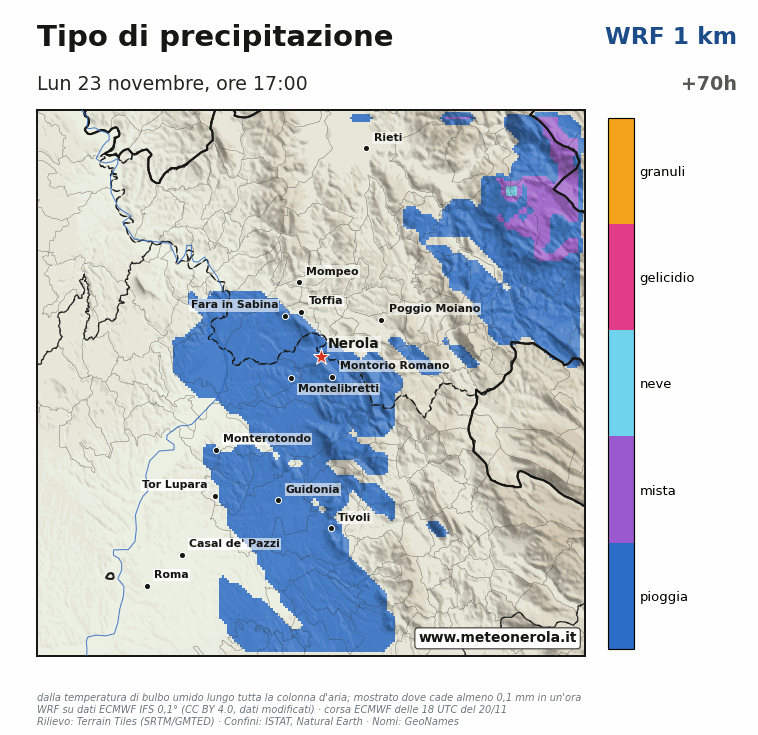 Tipo di precipitazione
WRF 1 km
Lun 23 novembre, ore 17:00
+70h
Rieti
Mompeo
Toffia
Fara in Sabina
Poggio Moiano
Nerola
Montorio Romano
Montelibretti
Monterotondo
Tor Lupara
Guidonia
Tivoli
Casal de' Pazzi
Roma
www.meteonerola.it
granuli
gelicidio
neve
mista
pioggia
dalla temperatura di bulbo umido lungo tutta la colonna d'aria; mostrato dove cade almeno 0,1 mm in un'ora
WRF su dati ECMWF IFS 0,1° (CC BY 4.0, dati modificati) · corsa ECMWF delle 18 UTC del 20/11
Rilievo: Terrain Tiles (SRTM/GMTED) · Confini: ISTAT, Natural Earth · Nomi: GeoNames